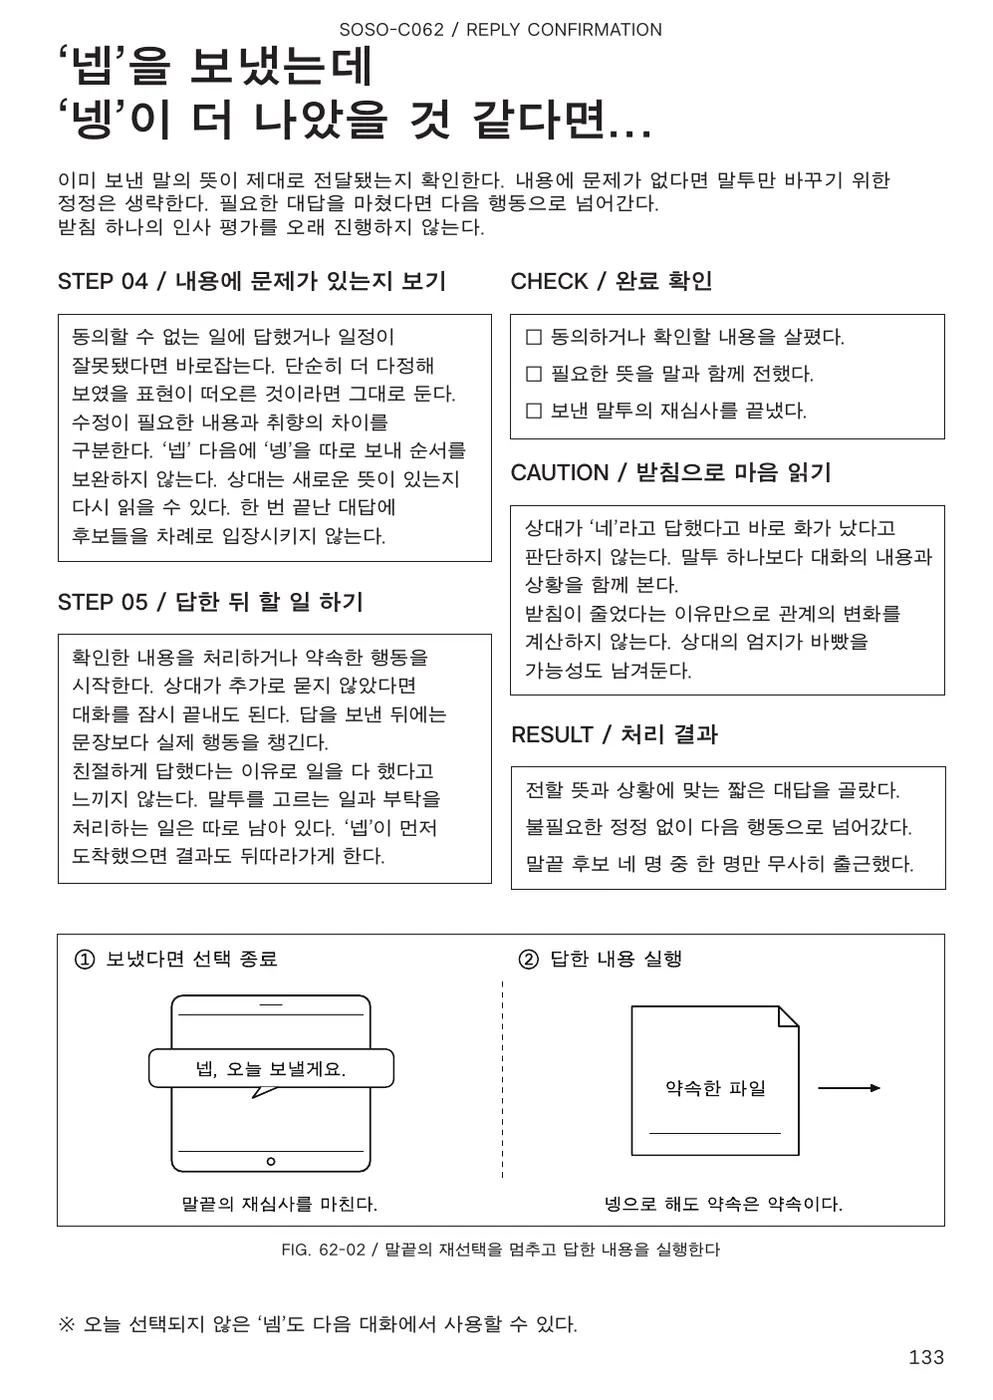 SOSO-C062 / REPLY CONFIRMATION
‘넵’을 보냈는데
‘넹’이 더 나았을 것 같다면...
이미 보낸 말의 뜻이 제대로 전달됐는지 확인한다. 내용에 문제가 없다면 말투만 바꾸기 위한
정정은 생략한다. 필요한 대답을 마쳤다면 다음 행동으로 넘어간다.
받침 하나의 인사 평가를 오래 진행하지 않는다.
STEP 04 / 내용에 문제가 있는지 보기
동의할 수 없는 일에 답했거나 일정이
잘못됐다면 바로잡는다. 단순히 더 다정해
보였을 표현이 떠오른 것이라면 그대로 둔다.
수정이 필요한 내용과 취향의 차이를
구분한다. ‘넵’ 다음에 ‘넹’을 따로 보내 순서를
보완하지 않는다. 상대는 새로운 뜻이 있는지
다시 읽을 수 있다. 한 번 끝난 대답에
후보들을 차례로 입장시키지 않는다.
STEP 05 / 답한 뒤 할 일 하기
확인한 내용을 처리하거나 약속한 행동을
시작한다. 상대가 추가로 묻지 않았다면
대화를 잠시 끝내도 된다. 답을 보낸 뒤에는
문장보다 실제 행동을 챙긴다.
친절하게 답했다는 이유로 일을 다 했다고
느끼지 않는다. 말투를 고르는 일과 부탁을
처리하는 일은 따로 남아 있다. ‘넵’이 먼저
도착했으면 결과도 뒤따라가게 한다.
CHECK / 완료 확인
□ 동의하거나 확인할 내용을 살폈다.
□ 필요한 뜻을 말과 함께 전했다.
□ 보낸 말투의 재심사를 끝냈다.
CAUTION / 받침으로 마음 읽기
상대가 ‘네’라고 답했다고 바로 화가 났다고
판단하지 않는다. 말투 하나보다 대화의 내용과
상황을 함께 본다.
받침이 줄었다는 이유만으로 관계의 변화를
계산하지 않는다. 상대의 엄지가 바빴을
가능성도 남겨둔다.
RESULT / 처리 결과
전할 뜻과 상황에 맞는 짧은 대답을 골랐다.
불필요한 정정 없이 다음 행동으로 넘어갔다.
말끝 후보 네 명 중 한 명만 무사히 출근했다.
① 보냈다면 선택 종료
넵, 오늘 보낼게요.
말끝의 재심사를 마친다.
② 답한 내용 실행
약속한 파일
넹으로 해도 약속은 약속이다.
FIG. 62-02 / 말끝의 재선택을 멈추고 답한 내용을 실행한다
※ 오늘 선택되지 않은 ‘넴’도 다음 대화에서 사용할 수 있다.
133